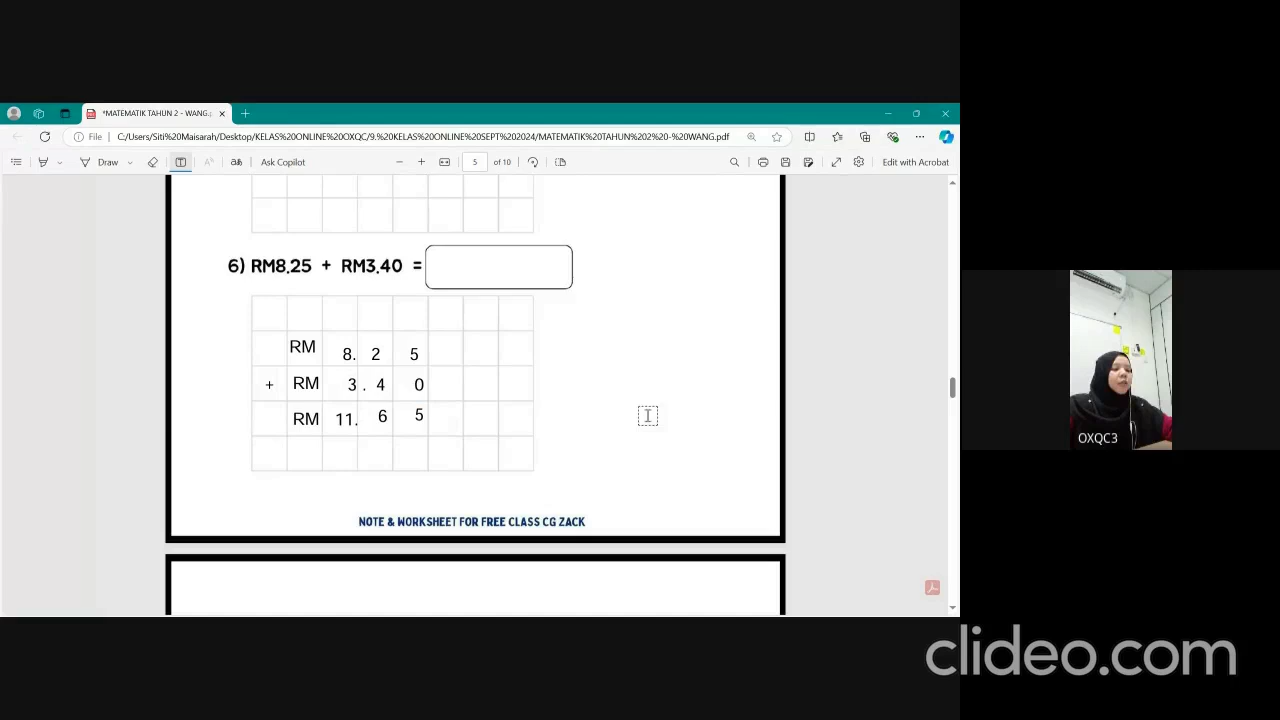 *MATEMATIK TAHUN 2 - WANG.p
File C:/Users/Siti%20Maisarah/Desktop/KELAS%20ONLINE%20OXQC/9.%20KELAS%20ONLINE%20SEPT%202024/MATEMATIK%20TAHUN%202%20-%20WANG.pdf
Draw Ask Copilot 5 of 10 Edit with Acrobat
6) RM8.25 + RM3.40 =
RM 8. 2 5
+ RM 3 . 4 0
RM 11. 6 5
NOTE & WORKSHEET FOR FREE CLASS CG ZACK
OXQC3
clideo.com